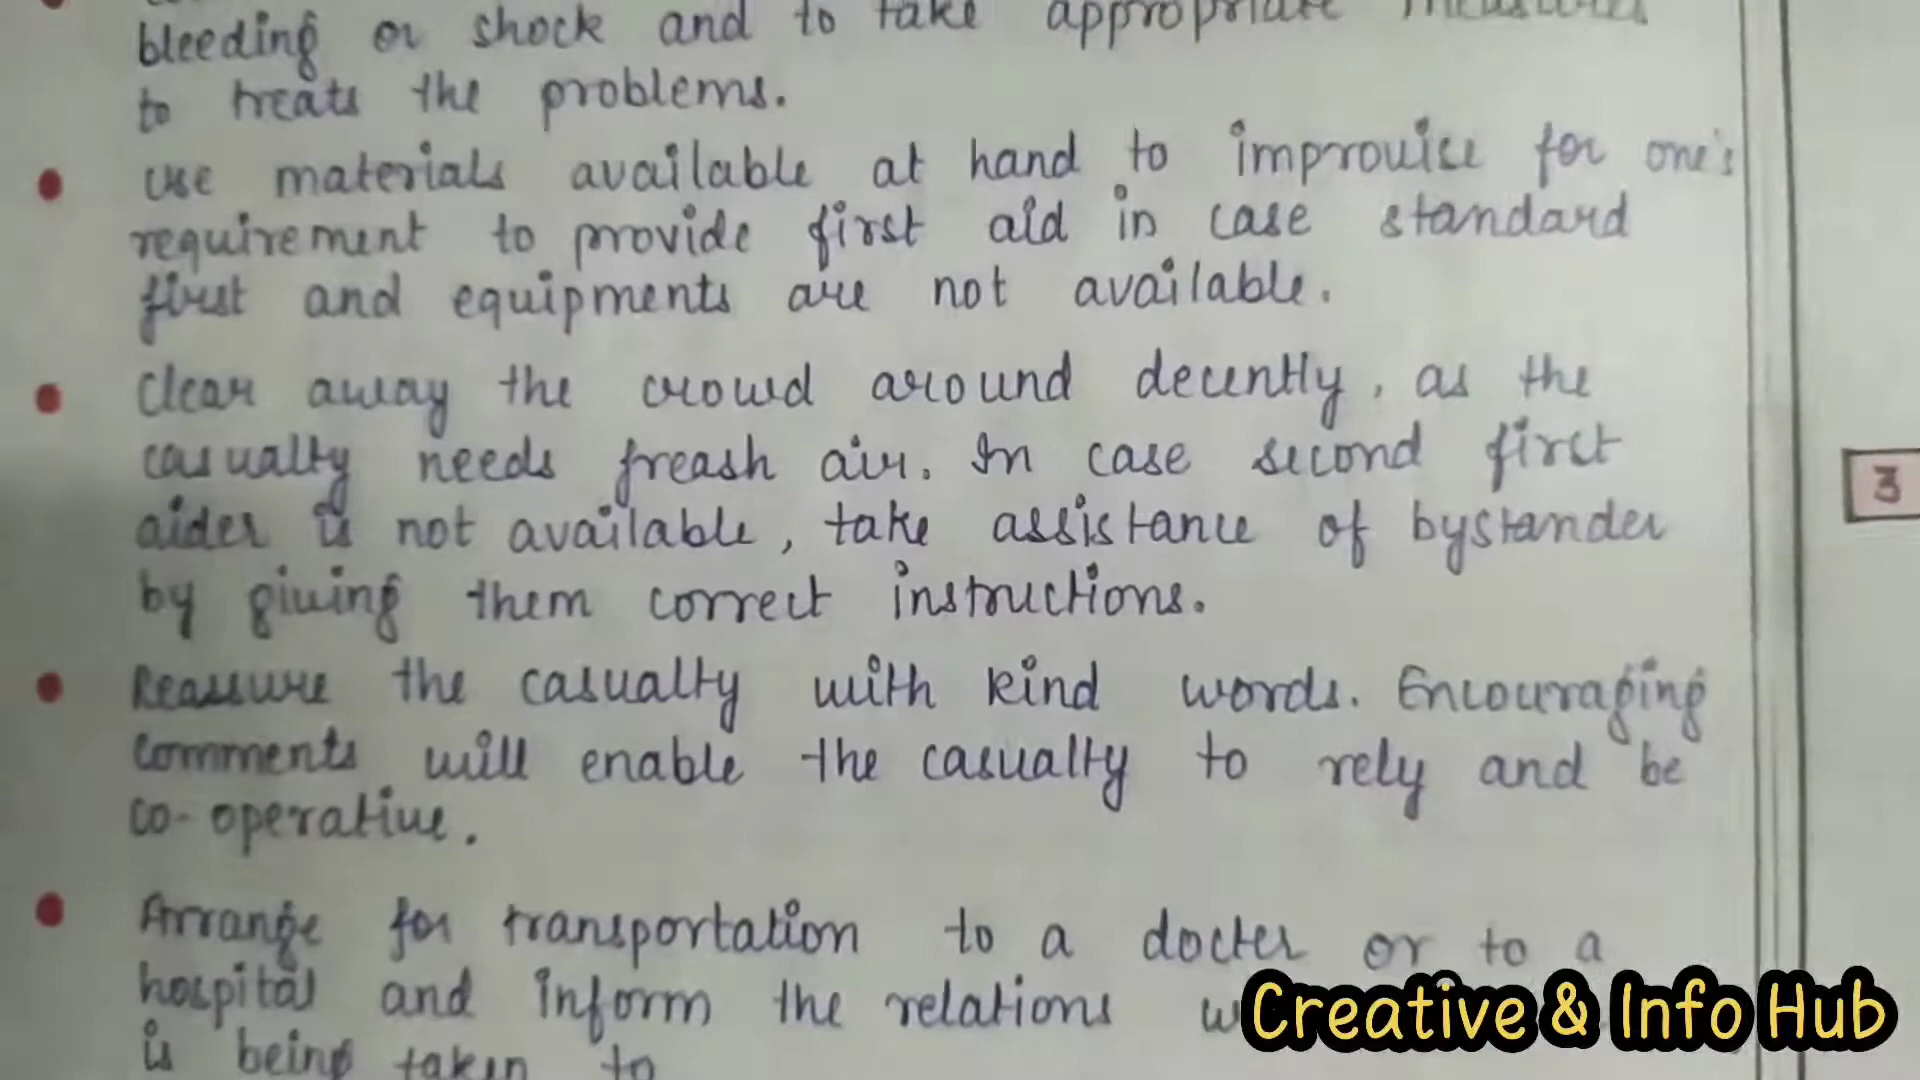 bleeding or shock and to take appropriate measures
to treats the problems.
• use materials available at hand to improvise for one's
requirement to provide first aid in case standard
first and equipments are not available.
• Clear away the crowd around decently, as the
casualty needs freash air. In case second first
aider is not available, take assistance of bystander
by giving them correct instructions.
• Reassure the casualty with kind words. Encouraging
comments will enable the casualty to rely and be
co-operative.
• Arrange for transportation to a docter or to a
hospital and inform the relations
is being taken to
3
Creative & Info Hub